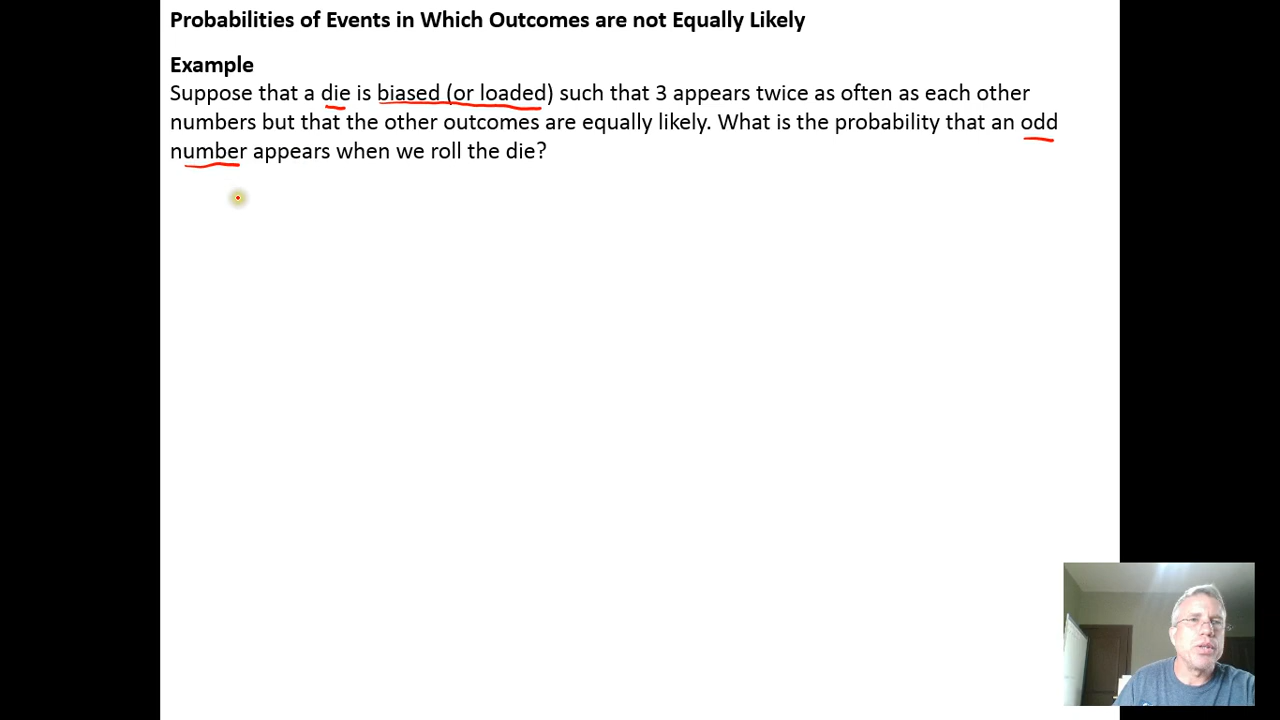 Probabilities of Events in Which Outcomes are not Equally Likely
Example
Suppose that a die is biased (or loaded) such that 3 appears twice as often as each other
numbers but that the other outcomes are equally likely. What is the probability that an odd
number appears when we roll the die?